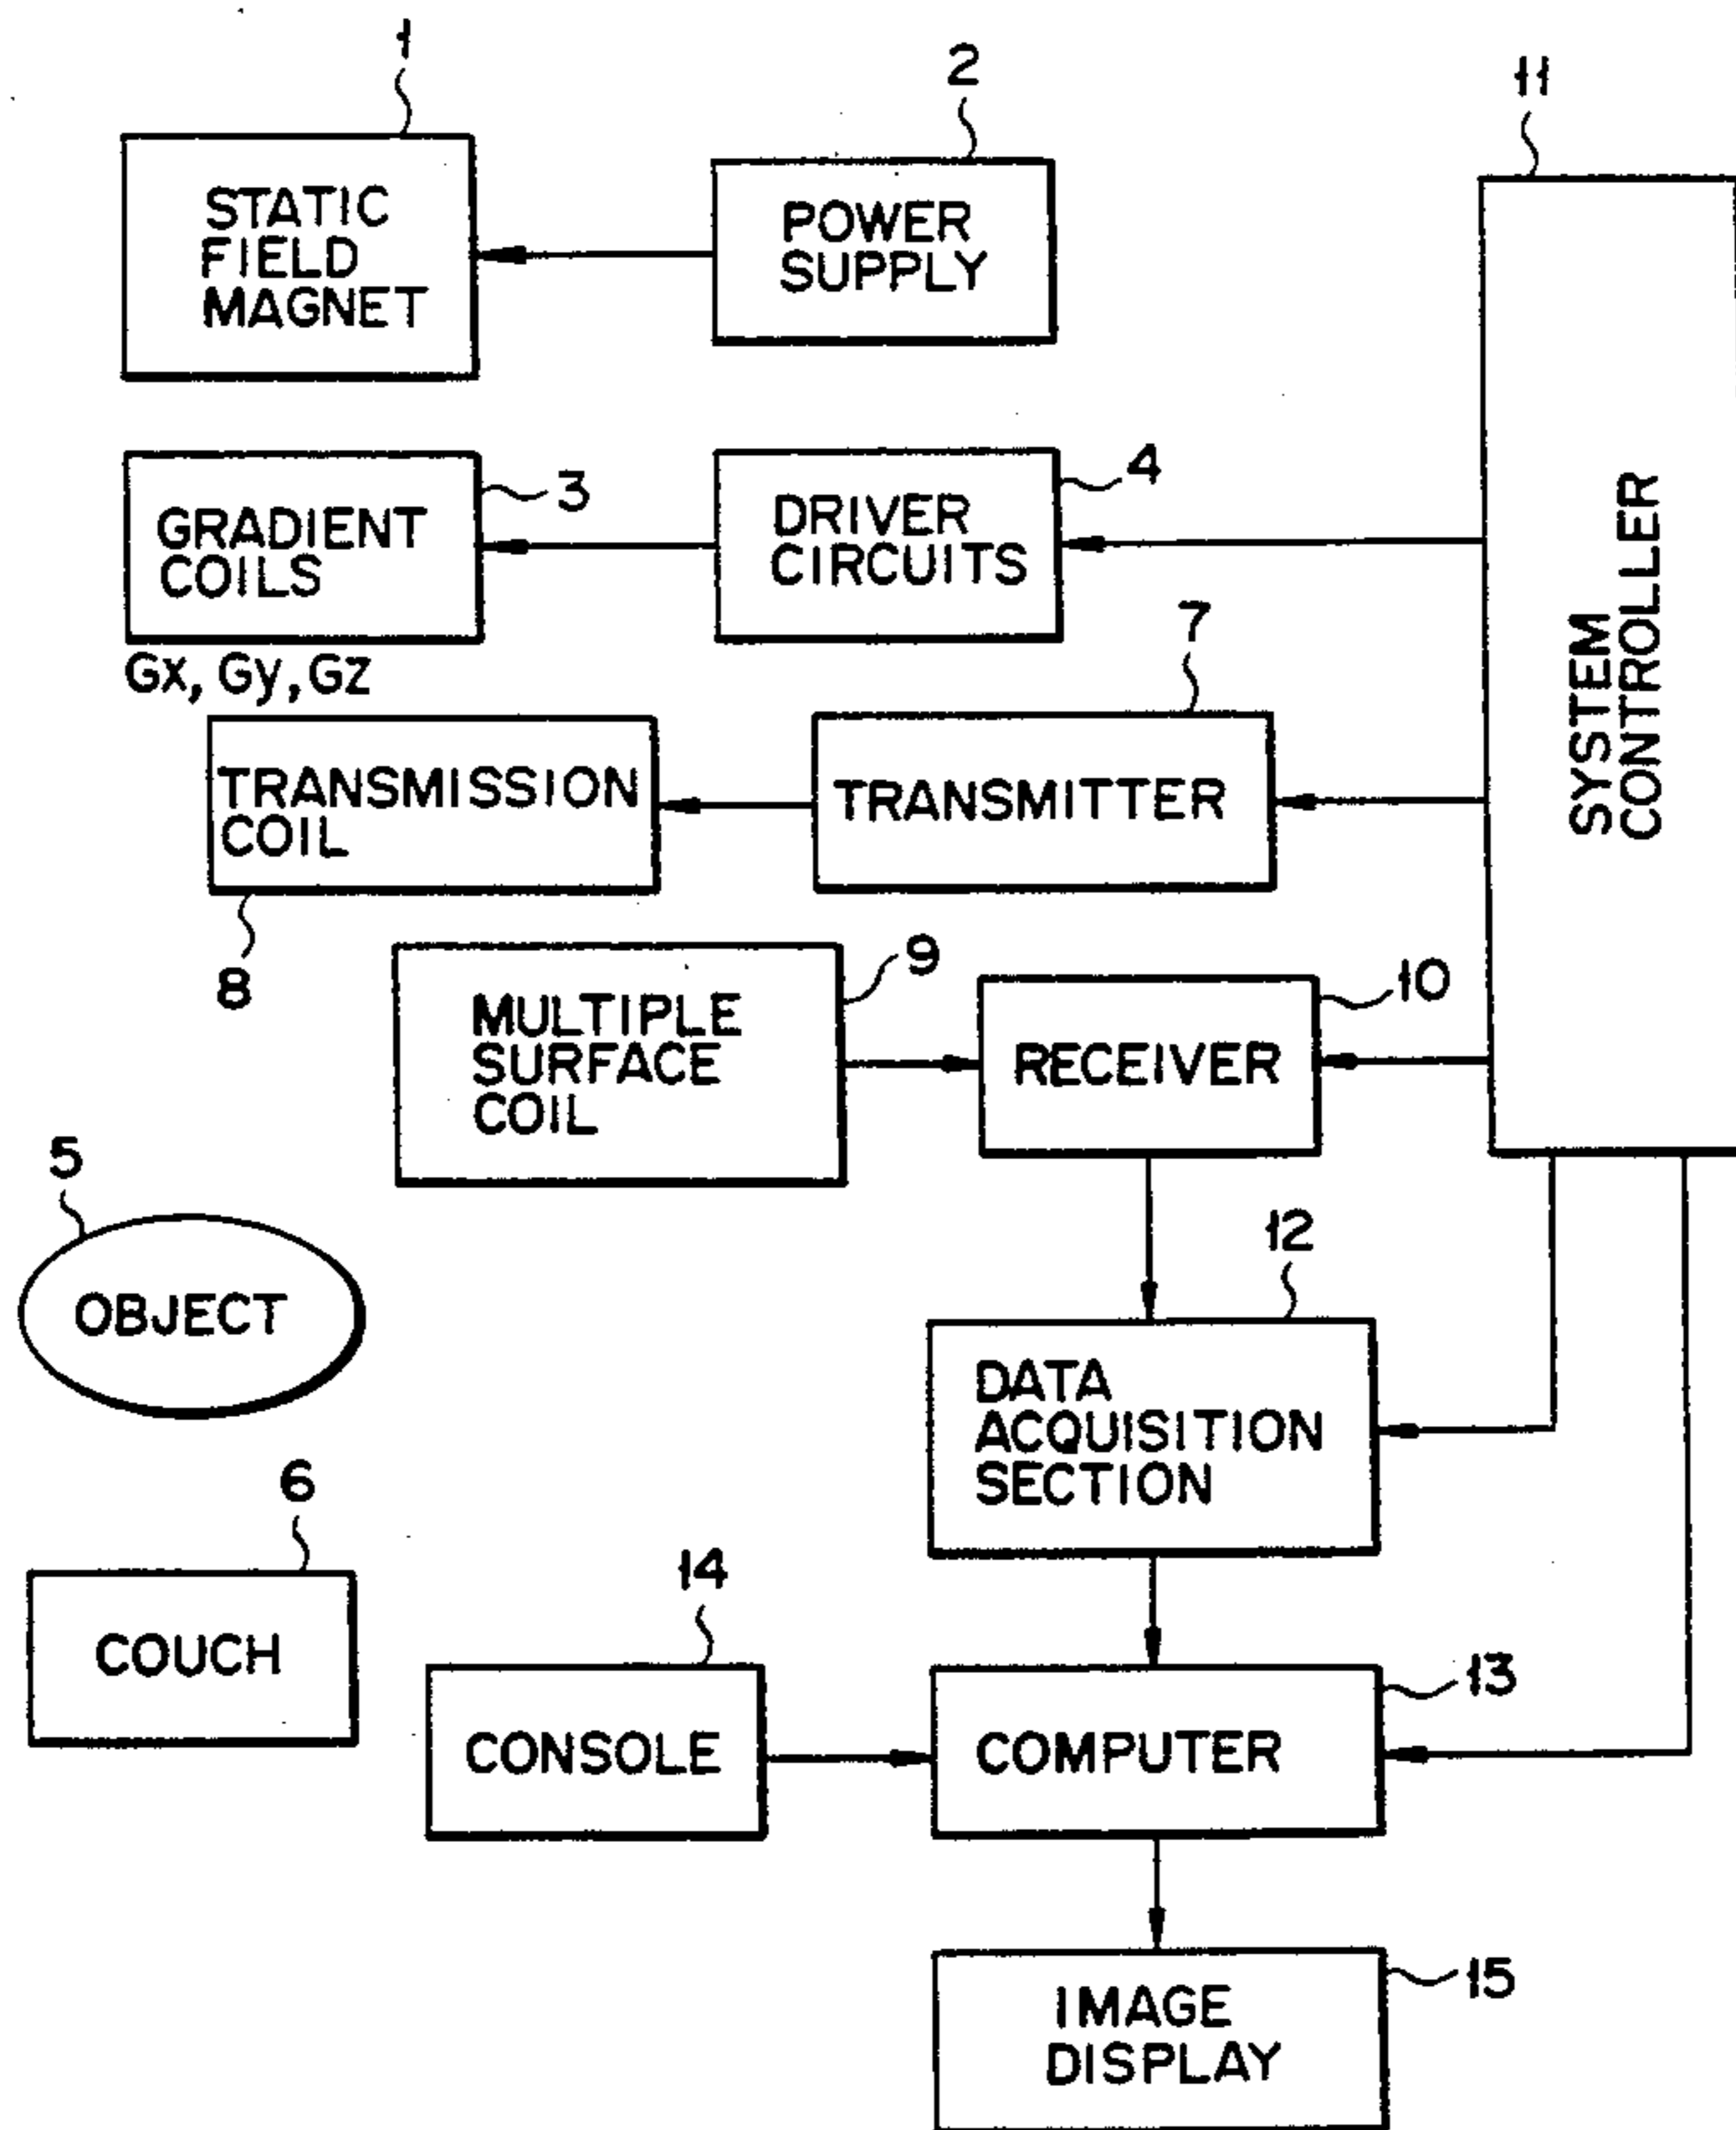 1
2
11
STATIC
FIELD
MAGNET
POWER
SUPPLY
3
4
GRADIENT
COILS
DRIVER
CIRCUITS
SYSTEM
CONTROLLER
Gx, Gy, Gz
7
TRANSMISSION
COIL
TRANSMITTER
8
9
10
MULTIPLE
SURFACE
COIL
RECEIVER
5
12
OBJECT
DATA
ACQUISITION
SECTION
6
14
COUCH
13
CONSOLE
COMPUTER
15
IMAGE
DISPLAY